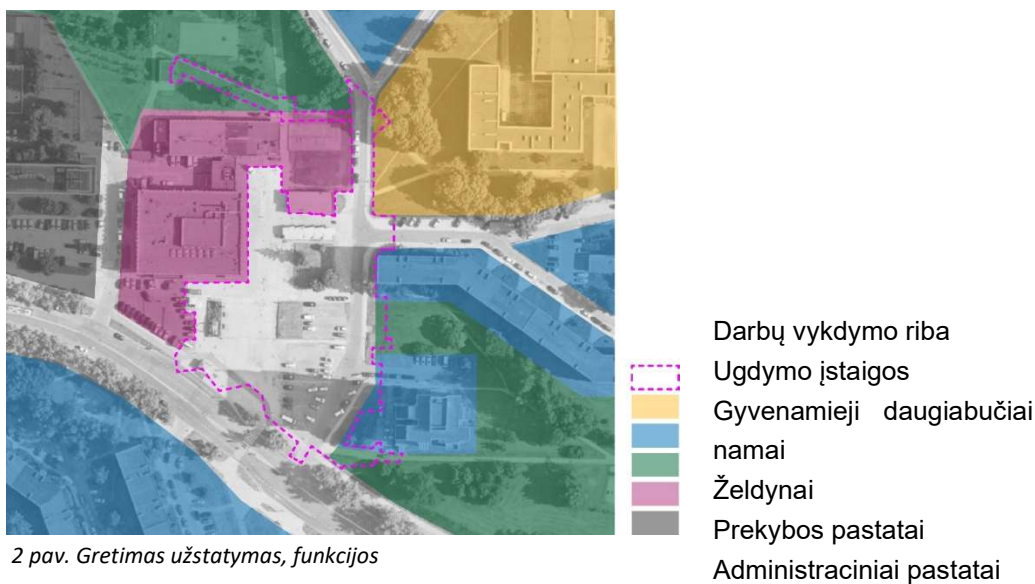 Darbų vykdymo riba
Ugdymo įstaigos
Gyvenamieji daugiabučiai
namai
Želdynai
Prekybos pastatai
Administraciniai pastatai
2 pav. Gretimas užstatymas, funkcijos